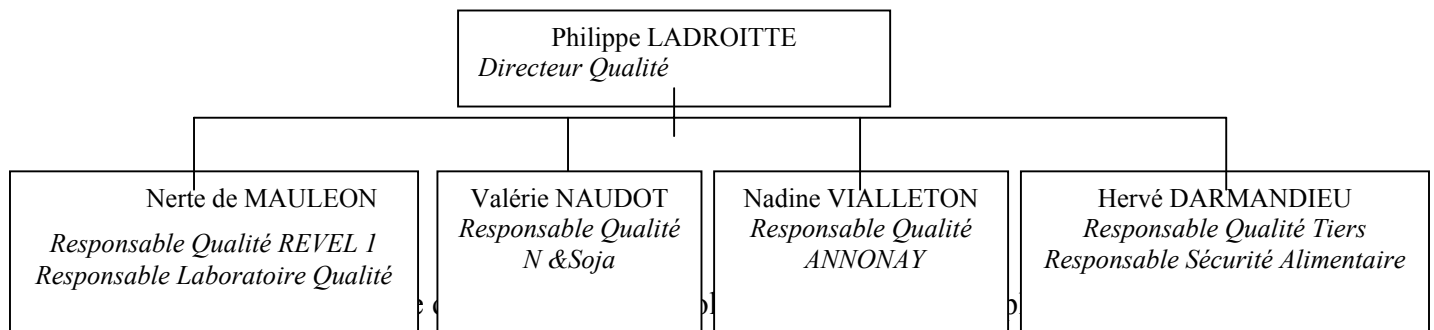 Philippe LADROITTE
Directeur Qualité
Nerte de MAULEON
Responsable Qualité REVEL 1
Responsable Laboratoire Qualité
Valérie NAUDOT
Responsable Qualité
N &Soja
Nadine VIALLETON
Responsable Qualité
ANNONAY
Hervé DARMANDIEU
Responsable Qualité Tiers
Responsable Sécurité Alimentaire